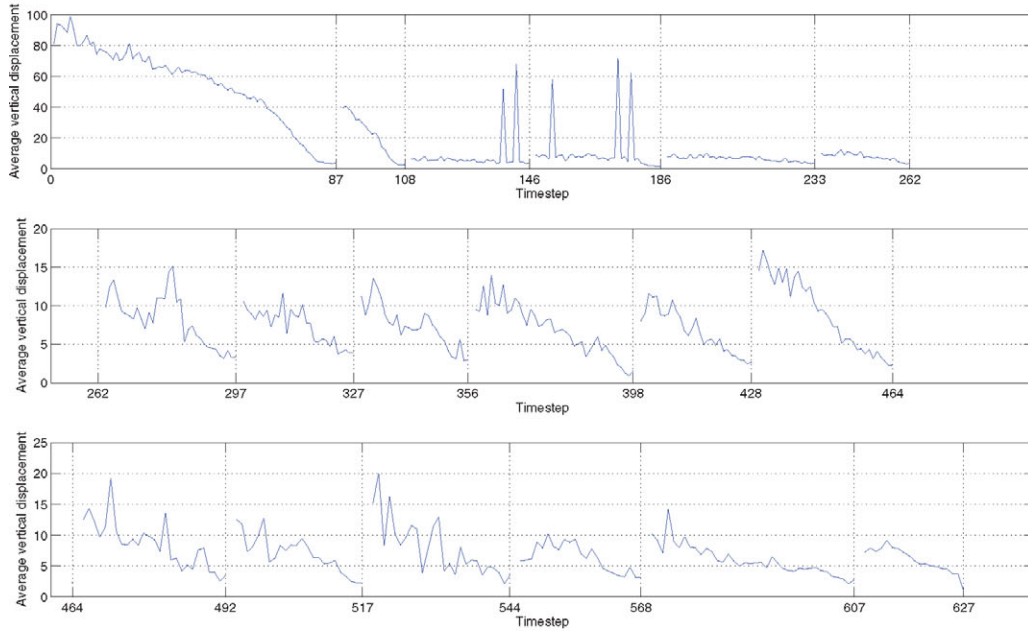 Average vertical displacement
100
80
60
40
20
0
0 87 108 146 186 233 262
Timestep
Average vertical displacement
20
15
10
5
0
262 297 327 356 398 428 464
Timestep
Average vertical displacement
25
20
15
10
5
0
464 492 517 544 568 607 627
Timestep